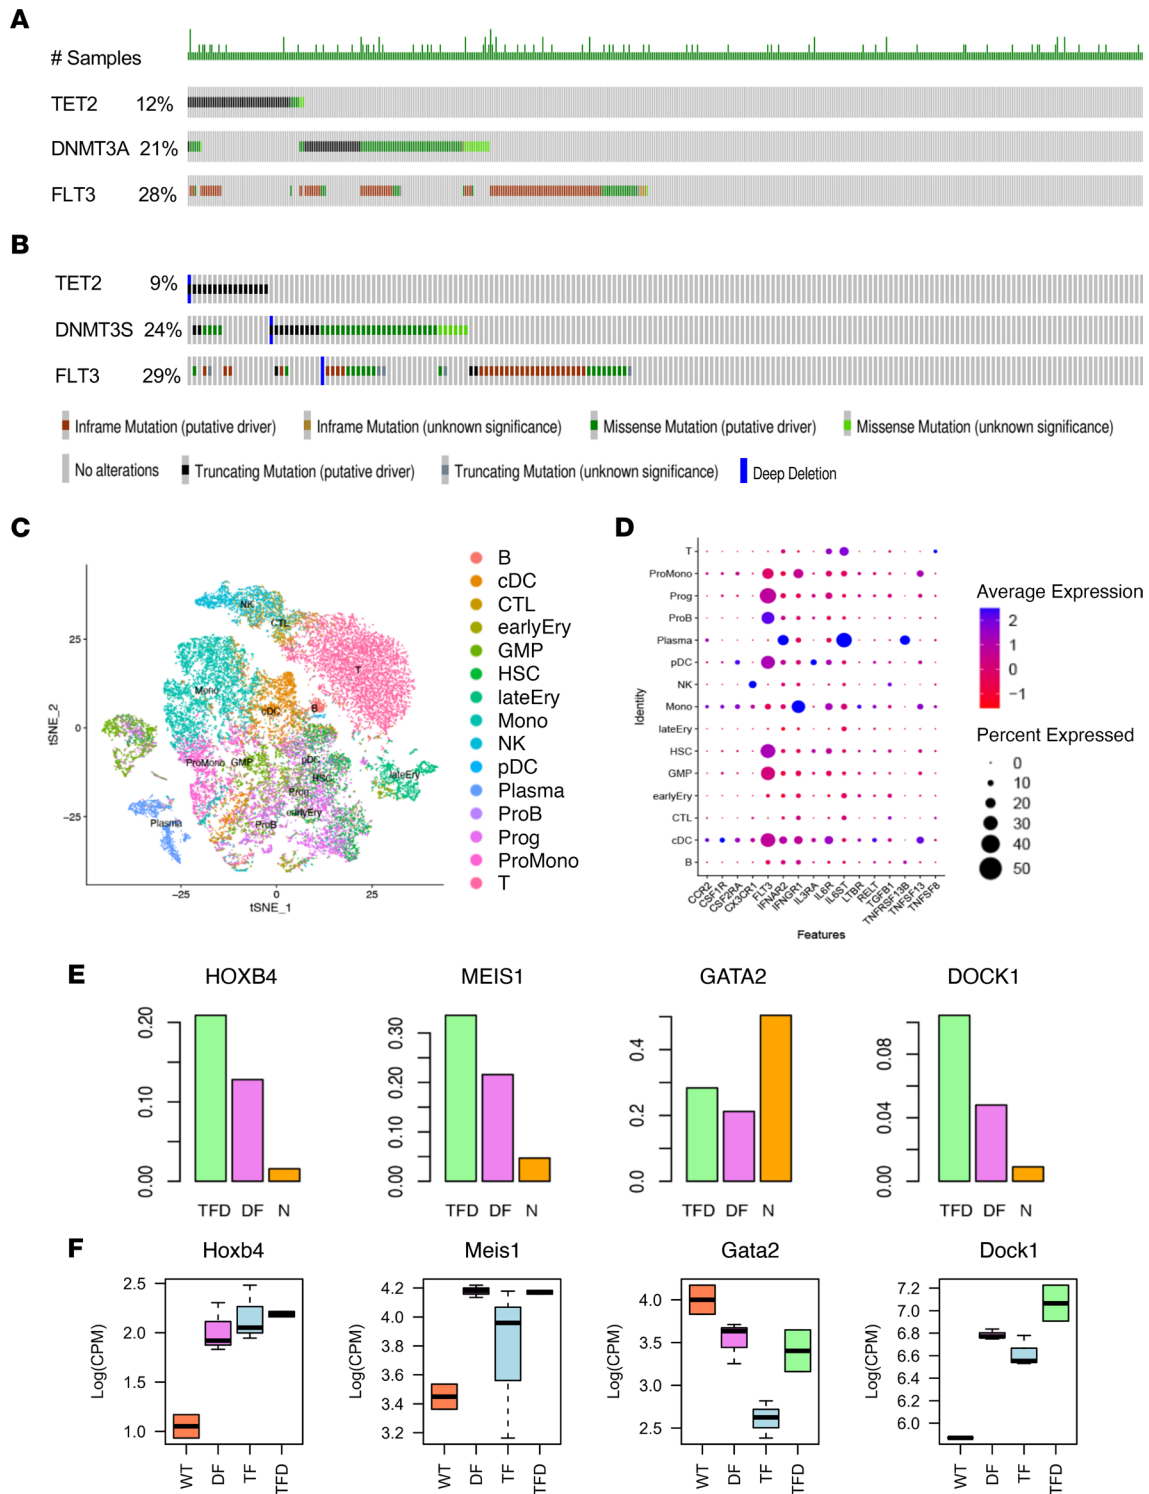 A
# Samples
TET2 12%
DNMT3A 21%
FLT3 28%
B
TET2 9%
DNMT3S 24%
FLT3 29%
Inframe Mutation (putative driver) Inframe Mutation (unknown significance) Missense Mutation (putative driver) Missense Mutation (unknown significance)
No alterations Truncating Mutation (putative driver) Truncating Mutation (unknown significance) Deep Deletion
C
25
0
−25
tSNE_2
−25 0 25
tSNE_1
NK
CTL
T
Mono
cDC
B
ProMono
GMP
pDC
HSC
lateEry
Prog
earlyEry
Plasma
ProB
B
cDC
CTL
earlyEry
GMP
HSC
lateEry
Mono
NK
pDC
Plasma
ProB
Prog
ProMono
T
D
Identity
T
ProMono
Prog
ProB
Plasma
pDC
NK
Mono
lateEry
HSC
GMP
earlyEry
CTL
cDC
B
CCR2 CSF1R CSF2RA CX3CR1 FLT3 IFNAR2 IFNGR1 IL3RA IL6R IL6ST LTBR RELT TGFB1 TNFRSF13B TNFSF13 TNFSF8
Features
Average Expression
2
1
0
−1
Percent Expressed
0
10
20
30
40
50
E
HOXB4 MEIS1 GATA2 DOCK1
0.20
0.10
0.00
TFD DF N
0.30
0.20
0.10
0.00
TFD DF N
0.4
0.2
0.0
TFD DF N
0.08
0.04
0.00
TFD DF N
F
Hoxb4 Meis1 Gata2 Dock1
Log(CPM)
2.5
2.0
1.5
1.0
WT DF TF TFD
Log(CPM)
4.2
4.0
3.8
3.6
3.4
3.2
WT DF TF TFD
Log(CPM)
4.0
3.5
3.0
2.5
WT DF TF TFD
Log(CPM)
7.2
7.0
6.8
6.6
6.4
6.2
6.0
WT DF TF TFD